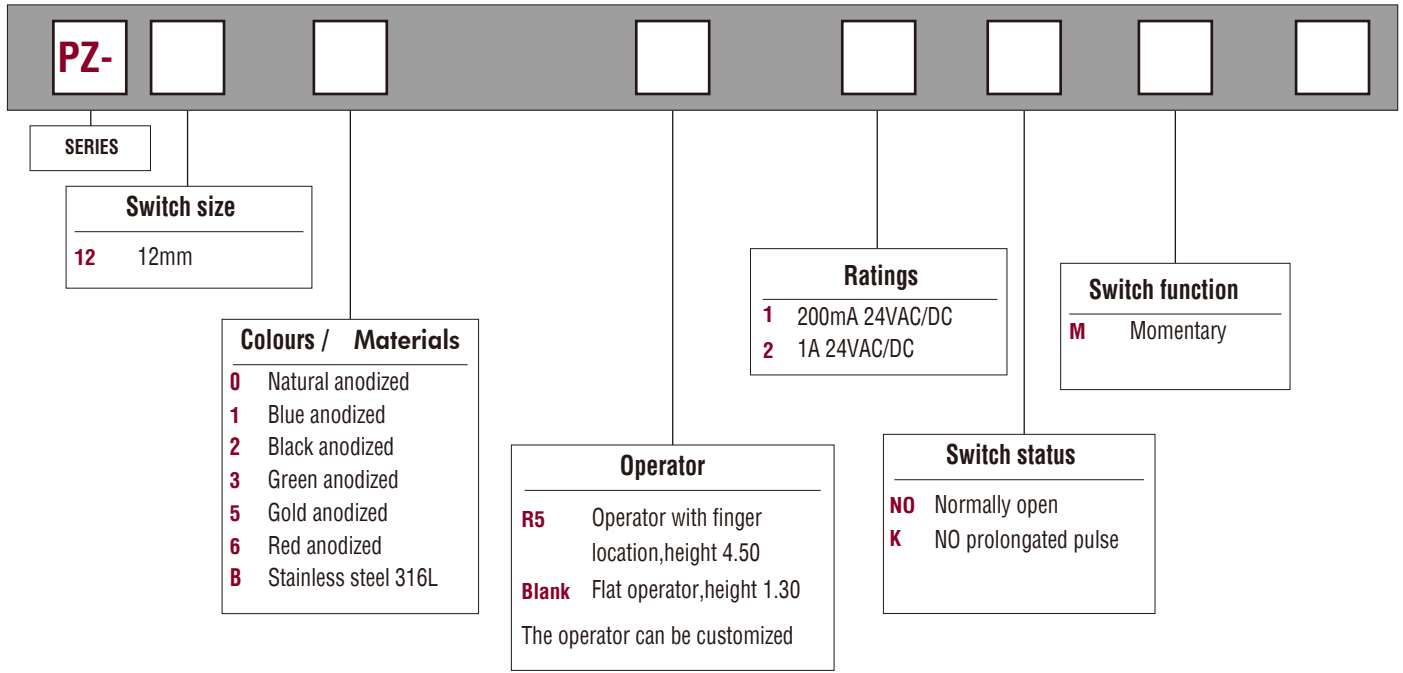 PZ-
SERIES
Switch size
12 12mm
Colours / Materials
0 Natural anodized
1 Blue anodized
2 Black anodized
3 Green anodized
5 Gold anodized
6 Red anodized
B Stainless steel 316L
Operator
R5 Operator with finger
location,height 4.50
Blank Flat operator,height 1.30
The operator can be customized
Ratings
1 200mA 24VAC/DC
2 1A 24VAC/DC
Switch status
NO Normally open
K NO prolongated pulse
Switch function
M Momentary